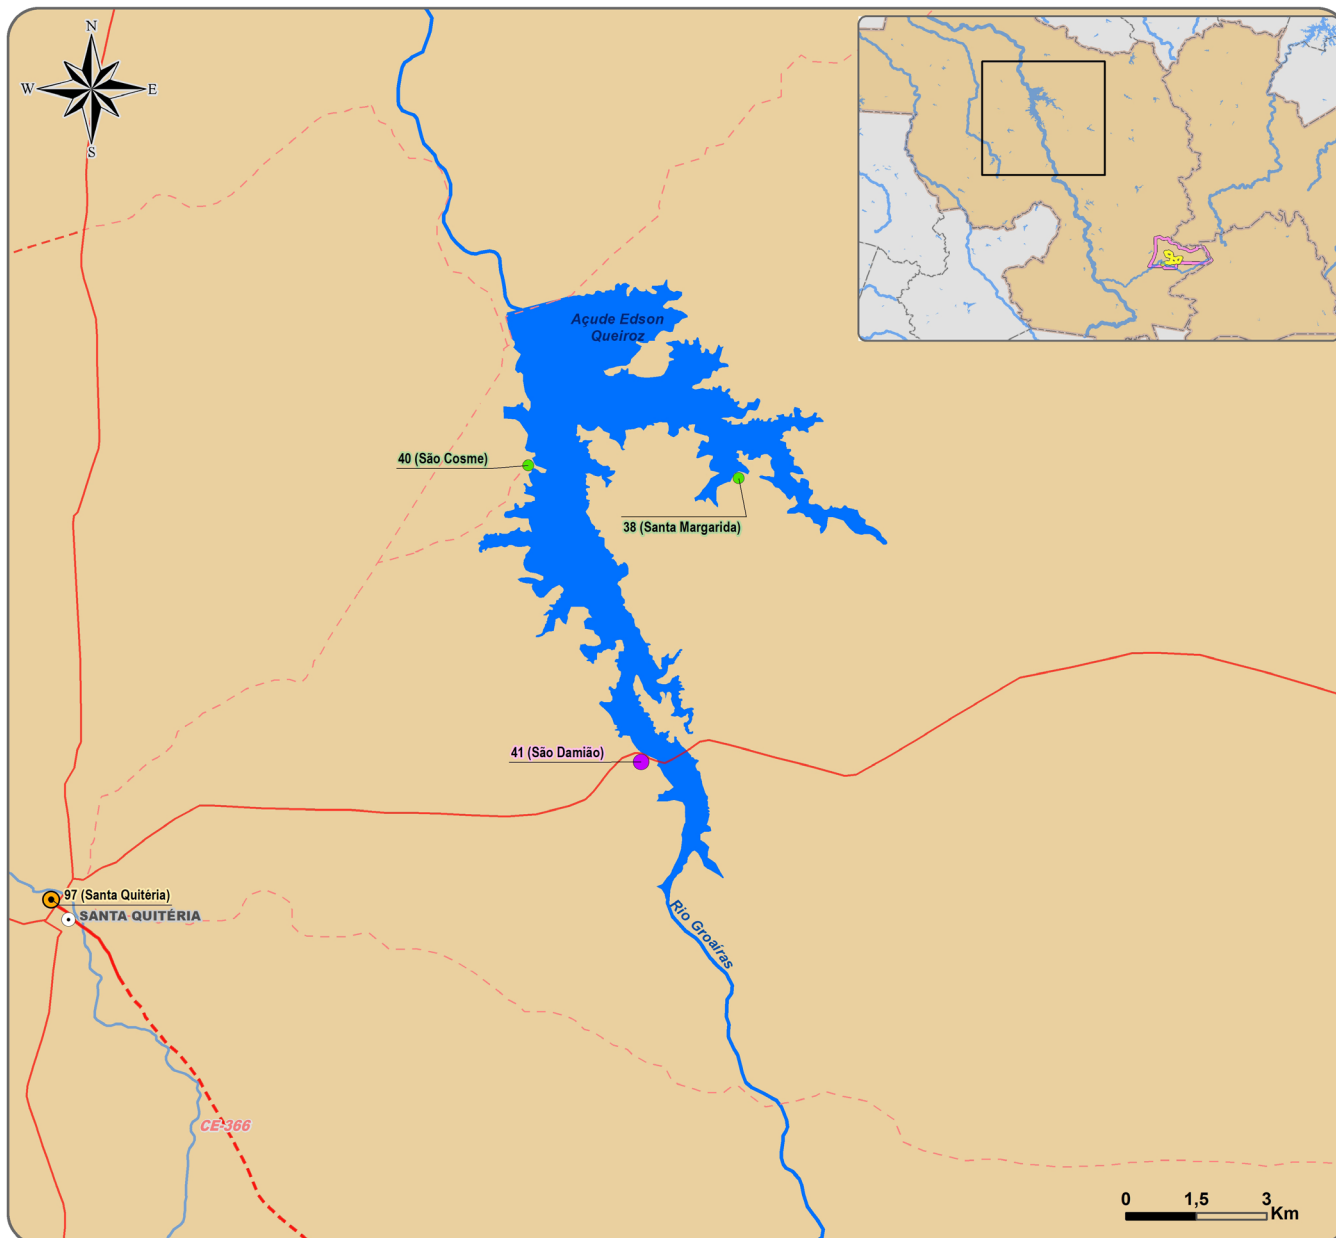 N
W
E
S
Açude Edson
Queiroz
40 (São Cosme)
38 (Santa Margarida)
41 (São Damião)
97 (Santa Quitéria)
SANTA QUITÉRIA
Rio Groaíras
CE-366
0 1,5 3
Km